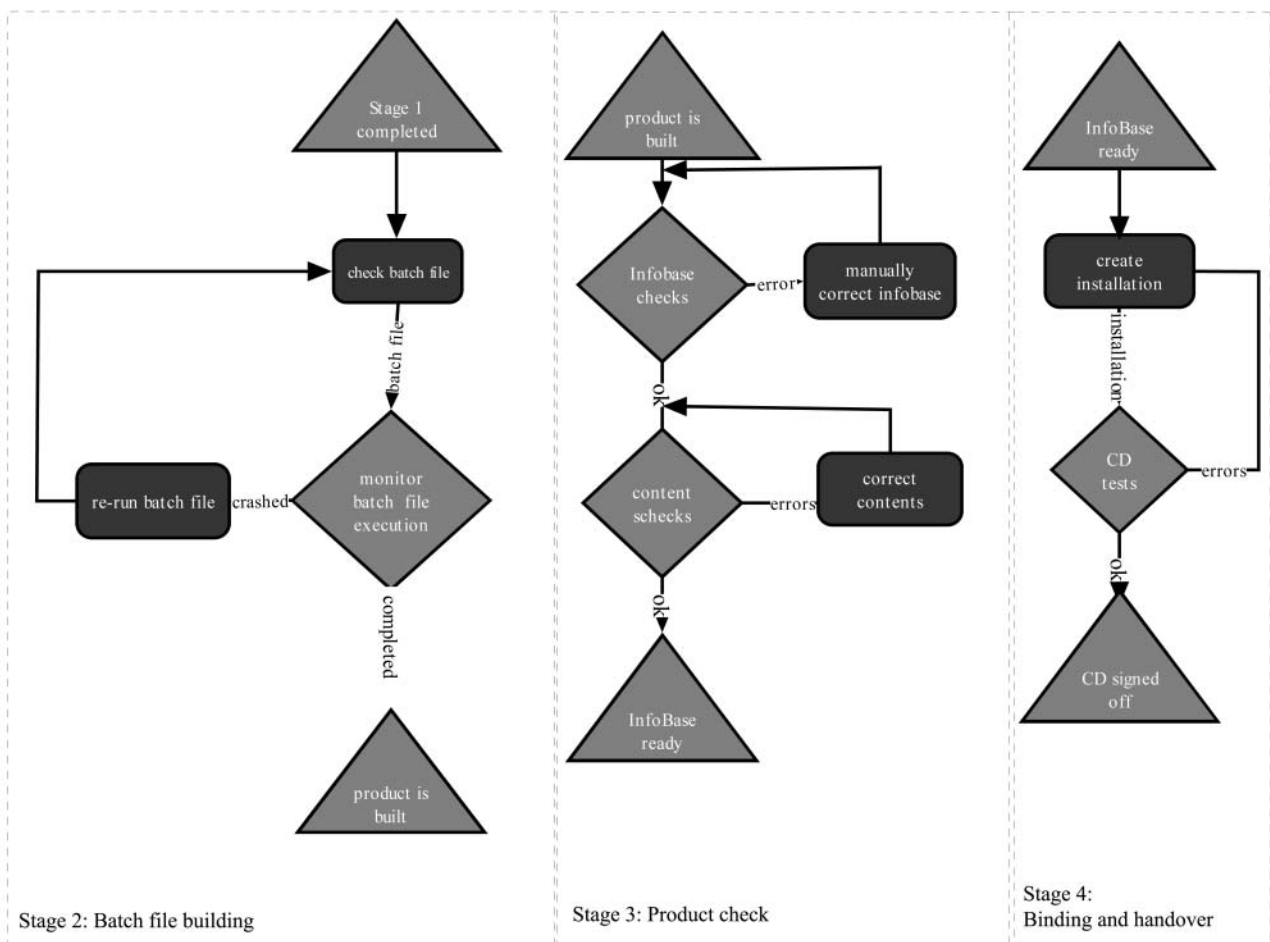 Stage 1
completed
check batch file
batch file
monitor
batch file
execution
crashed
re-run batch file
completed
product is
built
Stage 2: Batch file building
product is
built
Infobase
checks
error
manually
correct infobase
ok
content
schecks
errors
correct
contents
ok
InfoBase
ready
Stage 3: Product check
InfoBase
ready
create
installation
installation
CD
tests
errors
ok
CD signed
off
Stage 4:
Binding and handover